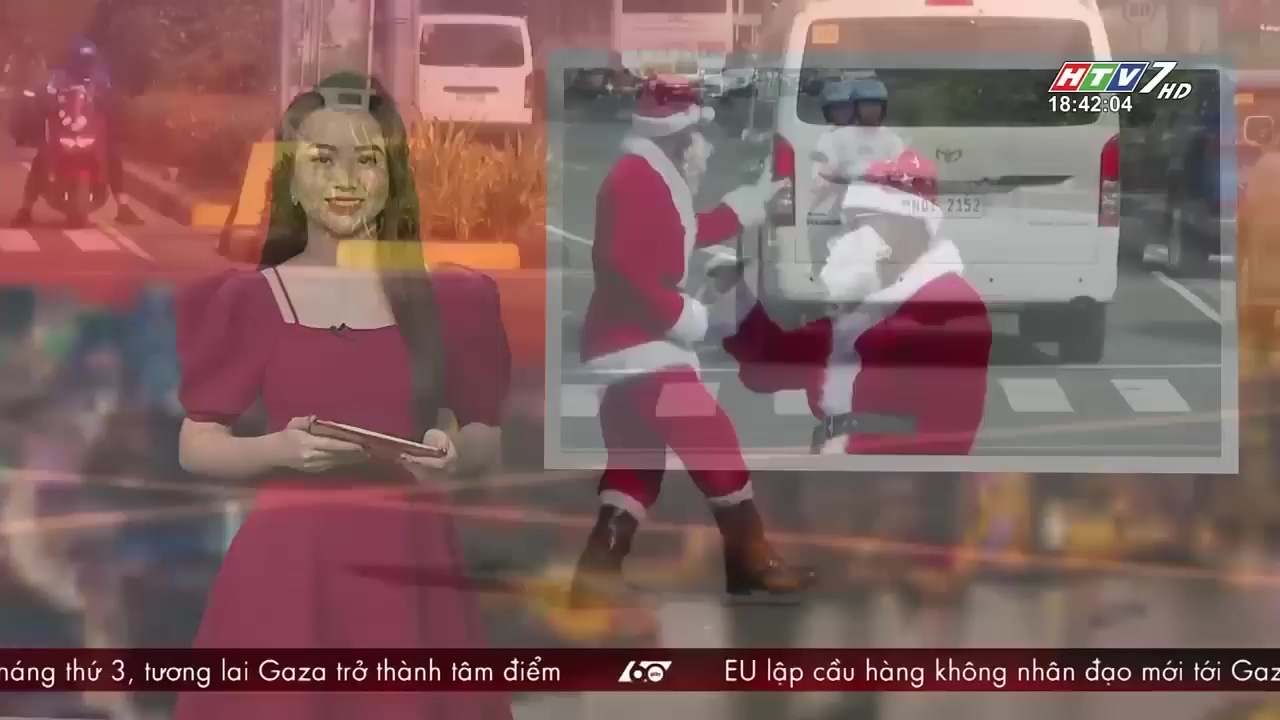 HTV7 HD
18:42:04
2152
háng thứ 3, tương lai Gaza trở thành tâm điểm
60 EU lập cầu hàng không nhân đạo mới tới Gaz